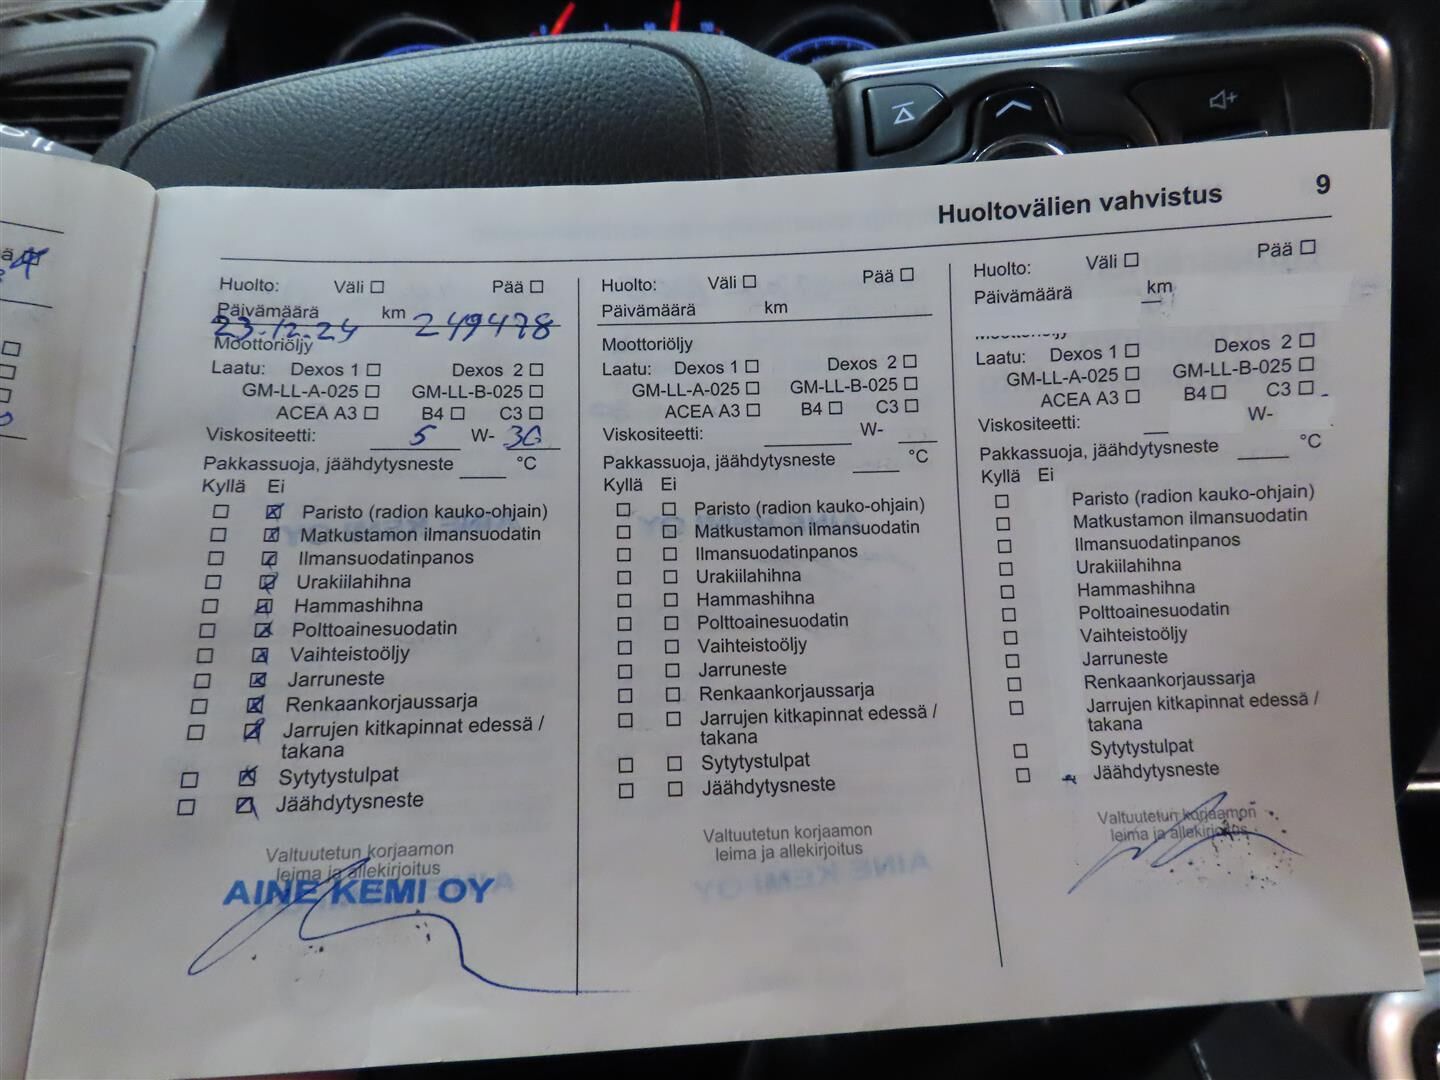 Huoltovälien vahvistus 9
Huolto: Väli ☐ Pää ☐
Päivämäärä km
23.12.24 249478
Moottoriöljy
Laatu: Dexos 1 ☐ Dexos 2 ☐
GM-LL-A-025 ☐ GM-LL-B-025 ☐
ACEA A3 ☐ B4 ☐ C3 ☐
Viskositeetti: 5 W- 30
Pakkassuoja, jäähdytysneste ____ °C
Kyllä Ei
☐ ☒ Paristo (radion kauko-ohjain)
☐ ☒ Matkustamon ilmansuodatin
☐ ☒ Ilmansuodatinpanos
☐ ☒ Urakiilahihna
☐ ☒ Hammashihna
☐ ☒ Polttoainesuodatin
☐ ☒ Vaihteistoöljy
☐ ☒ Jarruneste
☐ ☒ Renkaankorjaussarja
☐ ☒ Jarrujen kitkapinnat edessä /
takana
☐ ☒ Sytytystulpat
☐ ☒ Jäähdytysneste
Valtuutetun korjaamon
leima ja allekirjoitus
AINE KEMI OY
Huolto: Väli ☐ Pää ☐
Päivämäärä km
Moottoriöljy
Laatu: Dexos 1 ☐ Dexos 2 ☐
GM-LL-A-025 ☐ GM-LL-B-025 ☐
ACEA A3 ☐ B4 ☐ C3 ☐
Viskositeetti: ____ W- ____
Pakkassuoja, jäähdytysneste ____ °C
Kyllä Ei
☐ ☐ Paristo (radion kauko-ohjain)
☐ ☐ Matkustamon ilmansuodatin
☐ ☐ Ilmansuodatinpanos
☐ ☐ Urakiilahihna
☐ ☐ Hammashihna
☐ ☐ Polttoainesuodatin
☐ ☐ Vaihteistoöljy
☐ ☐ Jarruneste
☐ ☐ Renkaankorjaussarja
☐ ☐ Jarrujen kitkapinnat edessä /
takana
☐ ☐ Sytytystulpat
☐ ☐ Jäähdytysneste
Valtuutetun korjaamon
leima ja allekirjoitus
Huolto: Väli ☐ Pää ☐
Päivämäärä km
Laatu: Dexos 1 ☐ Dexos 2 ☐
GM-LL-A-025 ☐ GM-LL-B-025 ☐
ACEA A3 ☐ B4 ☐ C3 ☐
Viskositeetti: W-
Pakkassuoja, jäähdytysneste ____ °C
Kyllä Ei
☐ Paristo (radion kauko-ohjain)
☐ Matkustamon ilmansuodatin
☐ Ilmansuodatinpanos
☐ Urakiilahihna
☐ Hammashihna
☐ Polttoainesuodatin
☐ Vaihteistoöljy
☐ Jarruneste
☐ Renkaankorjaussarja
☐ Jarrujen kitkapinnat edessä /
takana
☐ Sytytystulpat
☐ Jäähdytysneste
Valtuutetun korjaamon
leima ja allekirjoitus